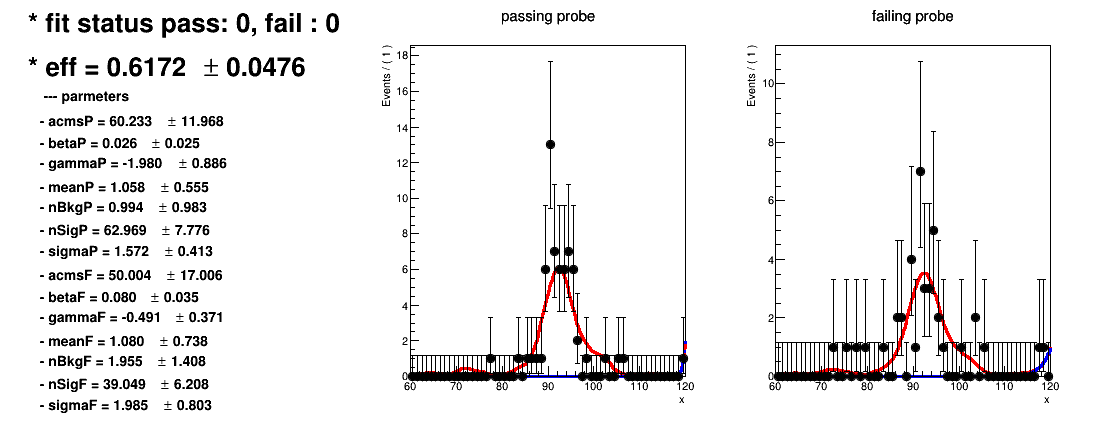 * fit status pass: 0, fail : 0
* eff = 0.6172 ± 0.0476
--- parmeters
- acmsP = 60.233 ± 11.968
- betaP = 0.026 ± 0.025
- gammaP = -1.980 ± 0.886
- meanP = 1.058 ± 0.555
- nBkgP = 0.994 ± 0.983
- nSigP = 62.969 ± 7.776
- sigmaP = 1.572 ± 0.413
- acmsF = 50.004 ± 17.006
- betaF = 0.080 ± 0.035
- gammaF = -0.491 ± 0.371
- meanF = 1.080 ± 0.738
- nBkgF = 1.955 ± 1.408
- nSigF = 39.049 ± 6.208
- sigmaF = 1.985 ± 0.803
passing probe
Events / ( 1 )
18
16
14
12
10
8
6
4
2
0
60 70 80 90 100 110 120
x
failing probe
Events / ( 1 )
10
8
6
4
2
0
60 70 80 90 100 110 120
x